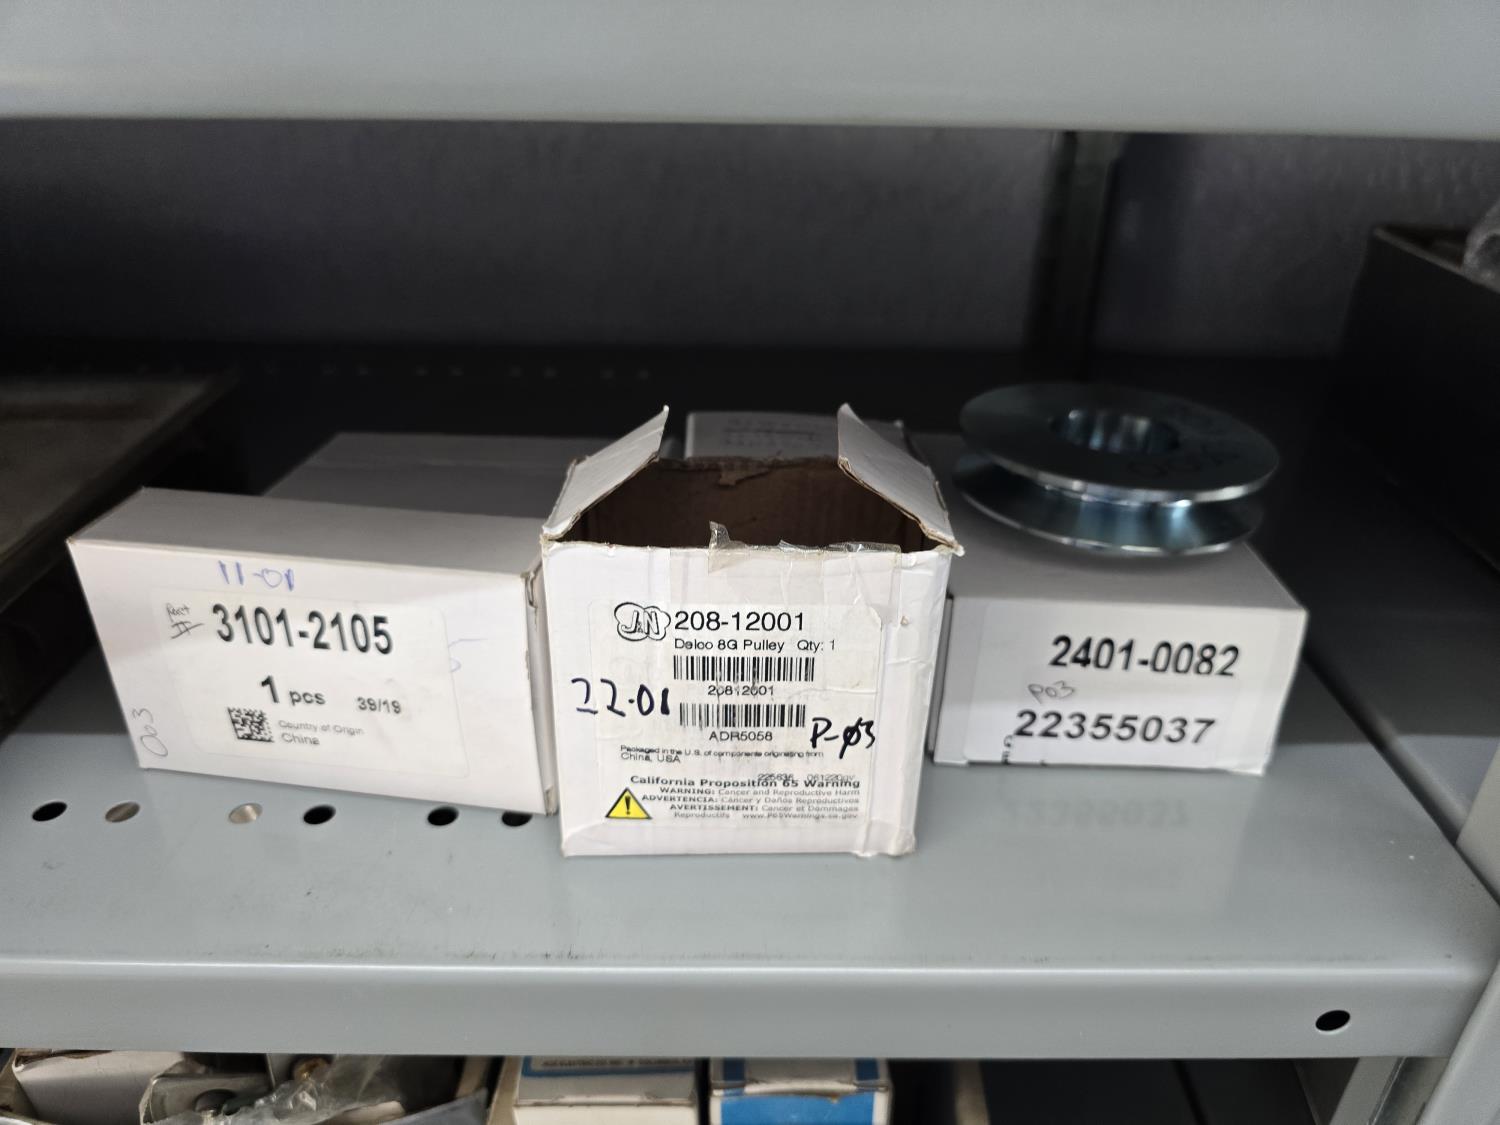 11-01
Part
#
3101-2105
1 pcs 39/19
Country of Origin
China
003
J&N 208-12001
Delco 8G Pulley Qty: 1
20812001
22-01
ADR5058
P-03
Packaged in the U.S. of components originating from
China, USA
California Proposition 65 Warning
WARNING: Cancer and Reproductive Harm
ADVERTENCIA: Cáncer y Daños Reproductivos
AVERTISSEMENT: Cancer et Dommages
Reproductifs www.P65Warnings.ca.gov
2401-0082
P03
22355037